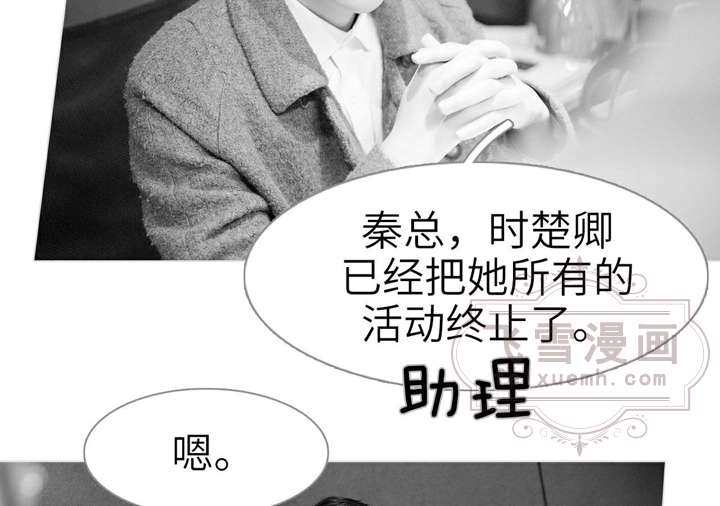 秦总，时楚卿
已经把她所有的
活动终止了。
飞雪漫画
xuemh.com
助理
嗯。